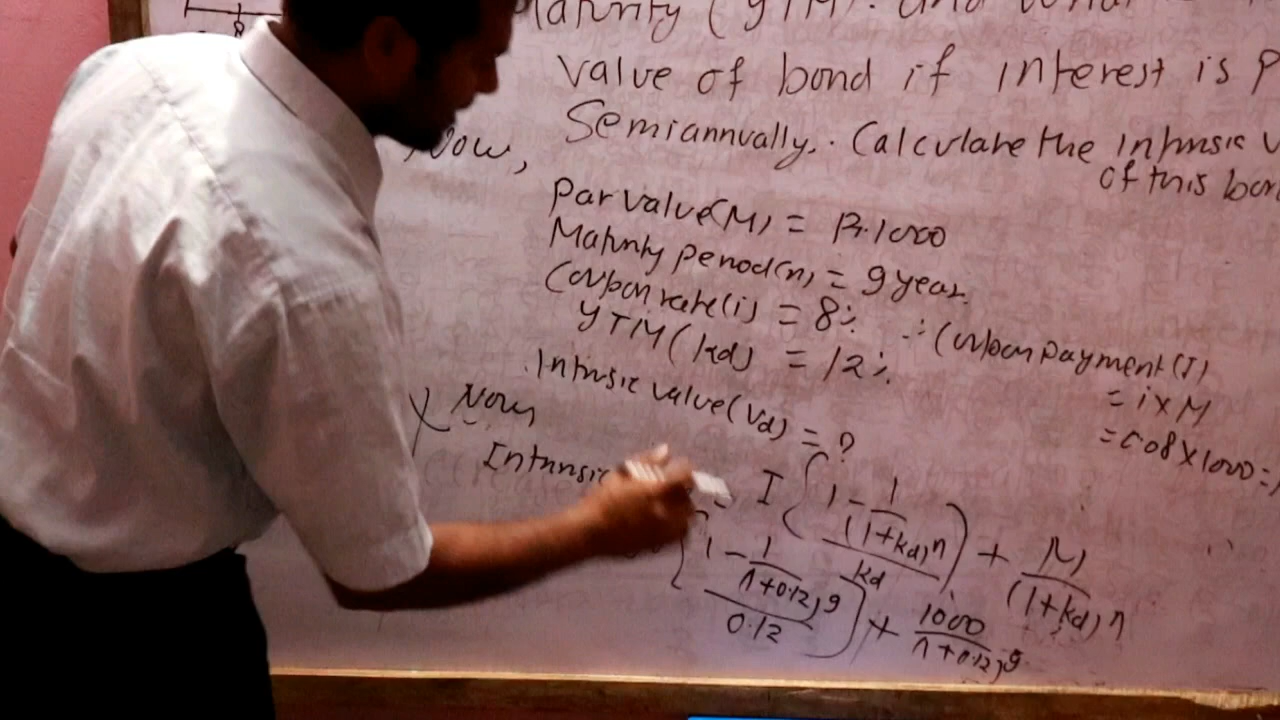 Maturity (YTM). and
value of bond if interest is P
Semiannually. Calculate the intrinsic v
of this bon
Now,
Par value(M) = Rs.1000
Maturity period(n) = 9 year.
Coupon rate(i) = 8% ∴ Coupon payment(I)
= i×M
= 0.08×1000=
YTM(kd) = 12%
Intrinsic value(Vd) = ?
Now
Intrinsic = I [ (1 - 1/(1+kd)n) / kd ] + M/(1+kd)n
[ (1 - 1/(1+0.12)9) / 0.12 ] + 1000/(1+0.12)9